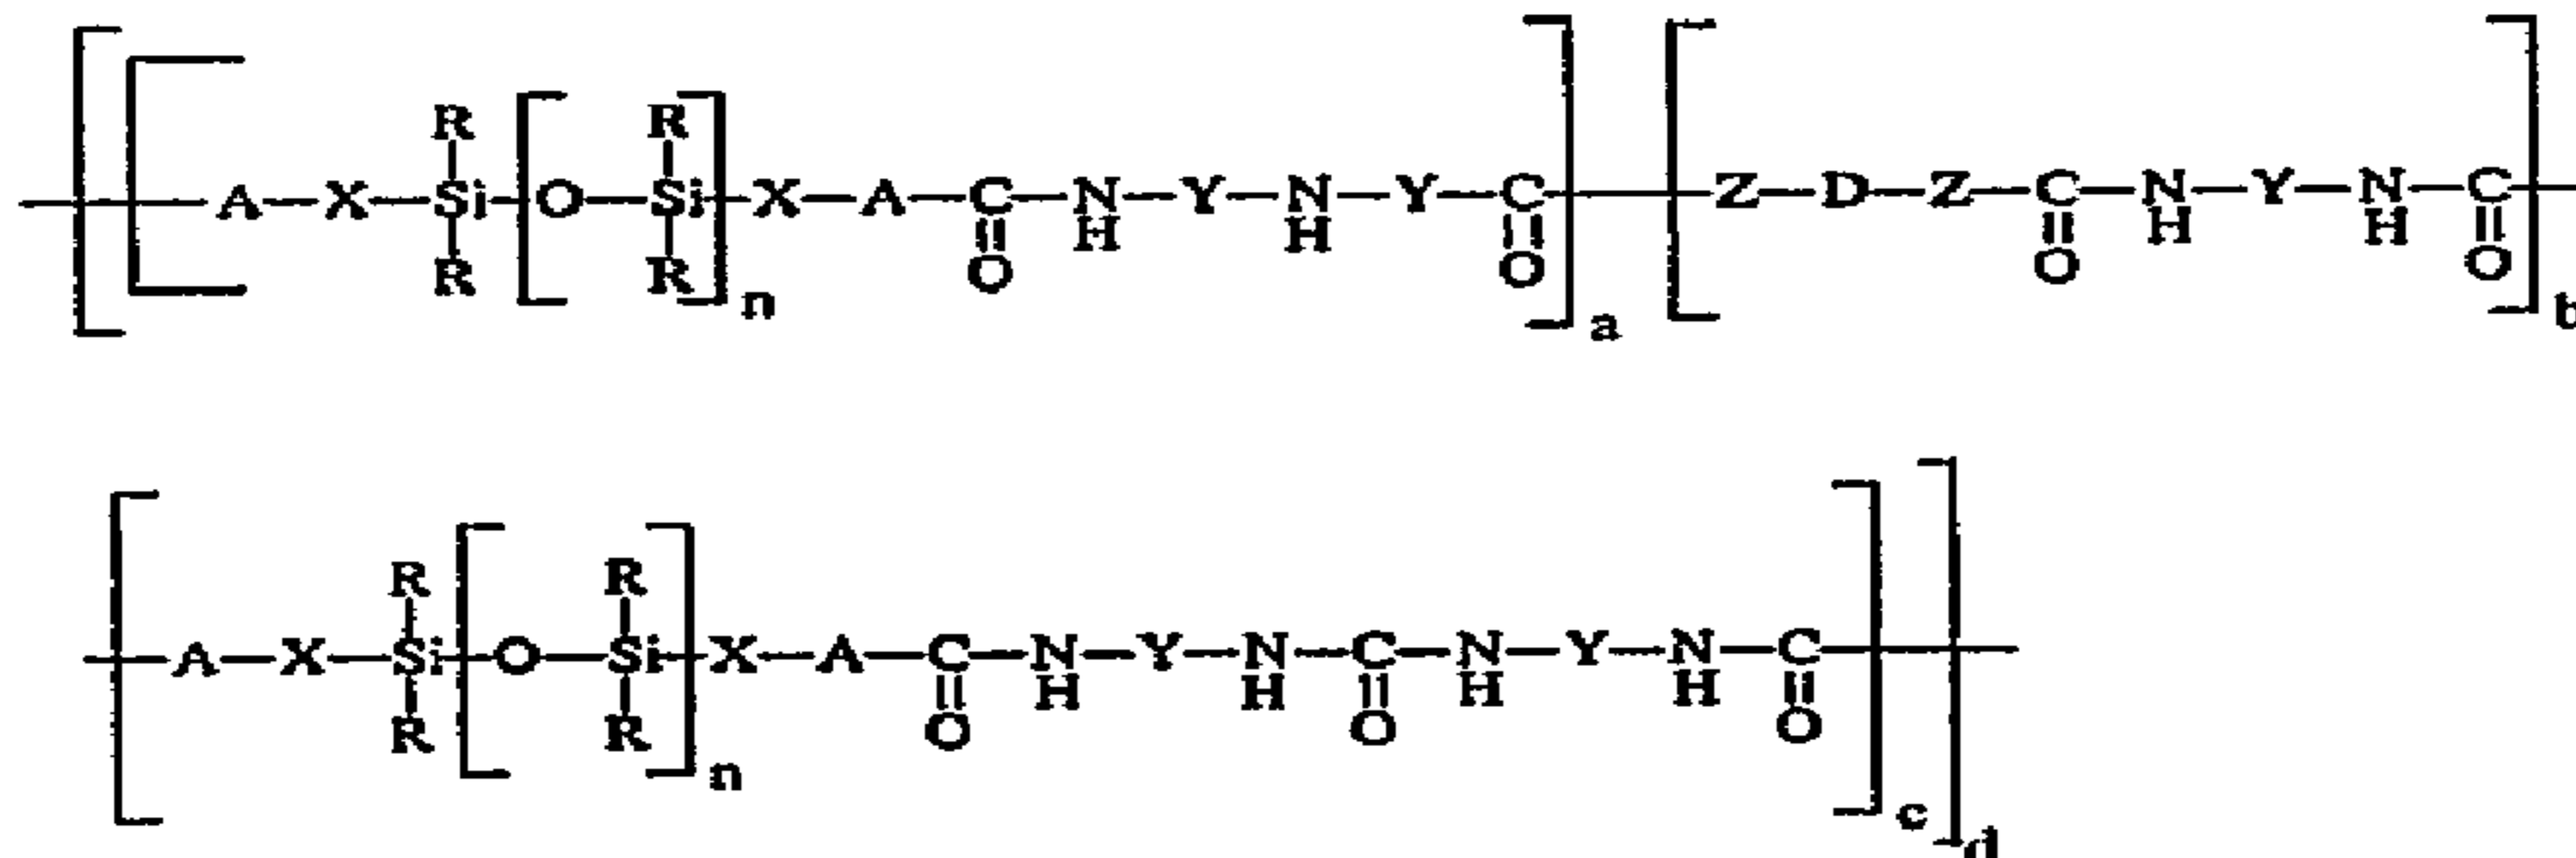 R R
A—X—Si—O—Si—X—A—C—N—Y—N—Y—C—Z—D—Z—C—N—Y—N—C
R R n O H H O a O H H O b
R R
A—X—Si—O—Si—X—A—C—N—Y—N—C—N—Y—N—C
R R n O H H O H H O c d